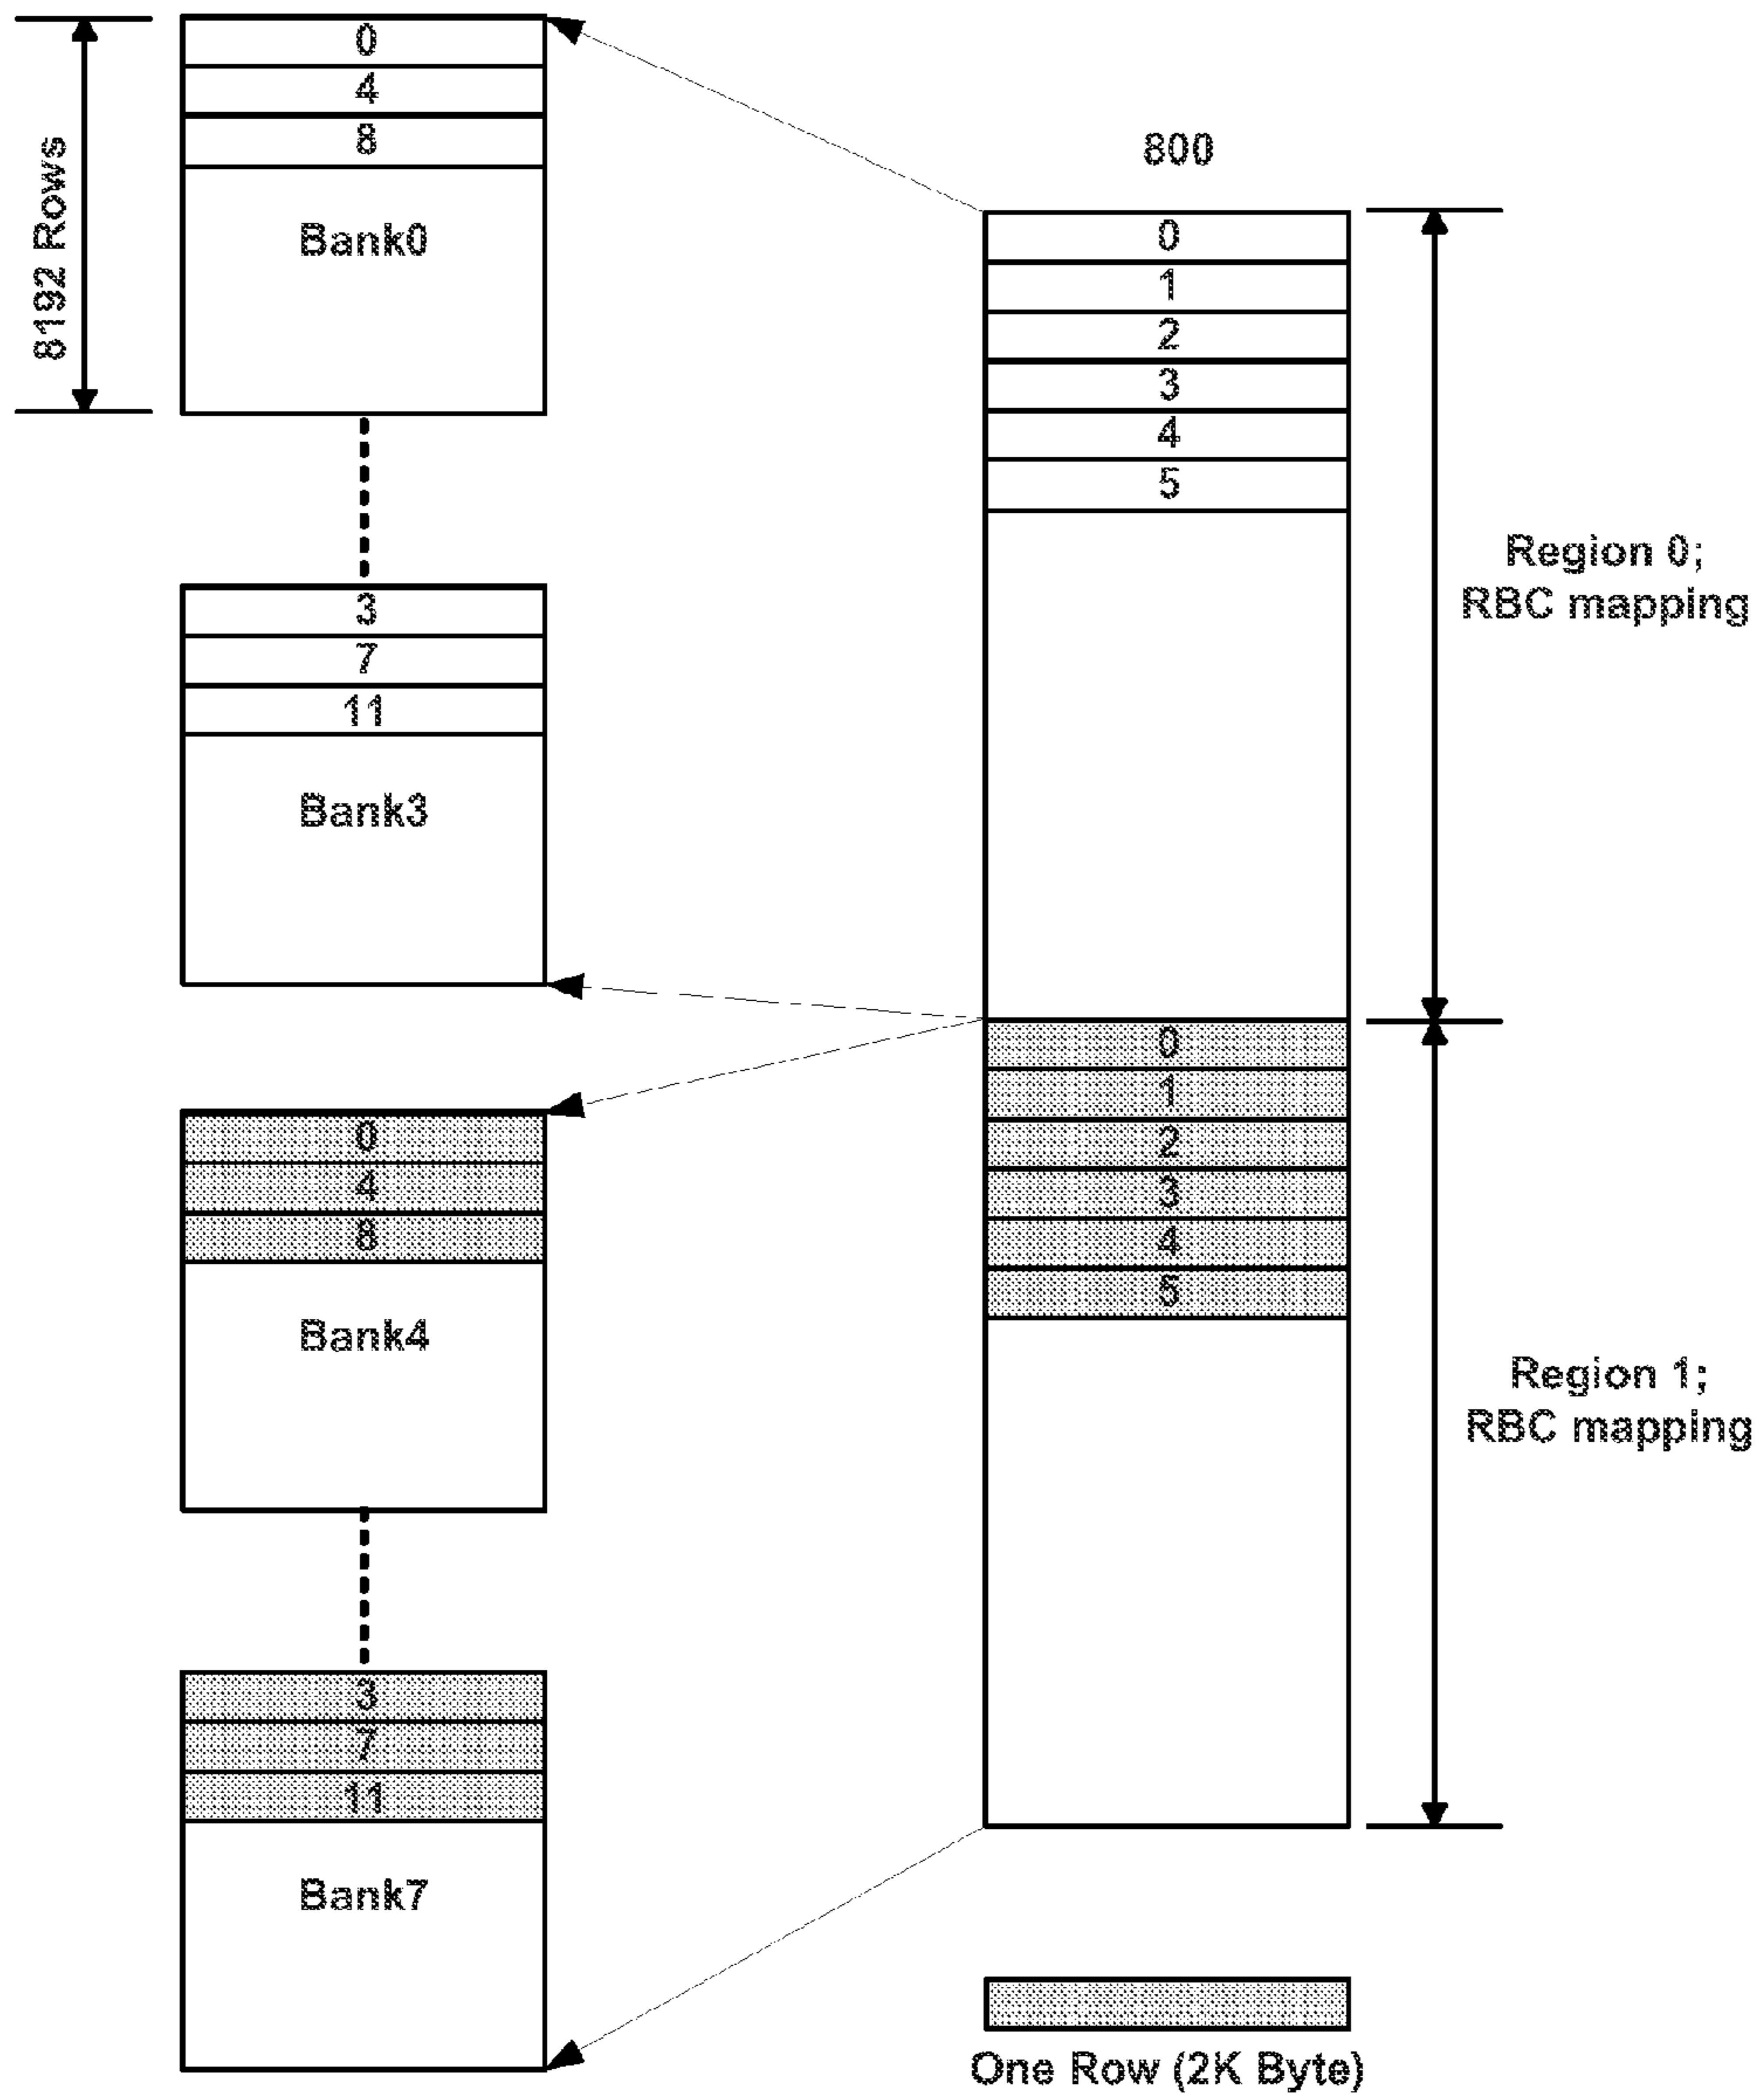 8192 Rows
0
4
8
Bank0
3
7
11
Bank3
0
4
8
Bank4
3
7
11
Bank7
800
0
1
2
3
4
5
0
1
2
3
4
5
Region 0;
RBC mapping
Region 1;
RBC mapping
One Row (2K Byte)